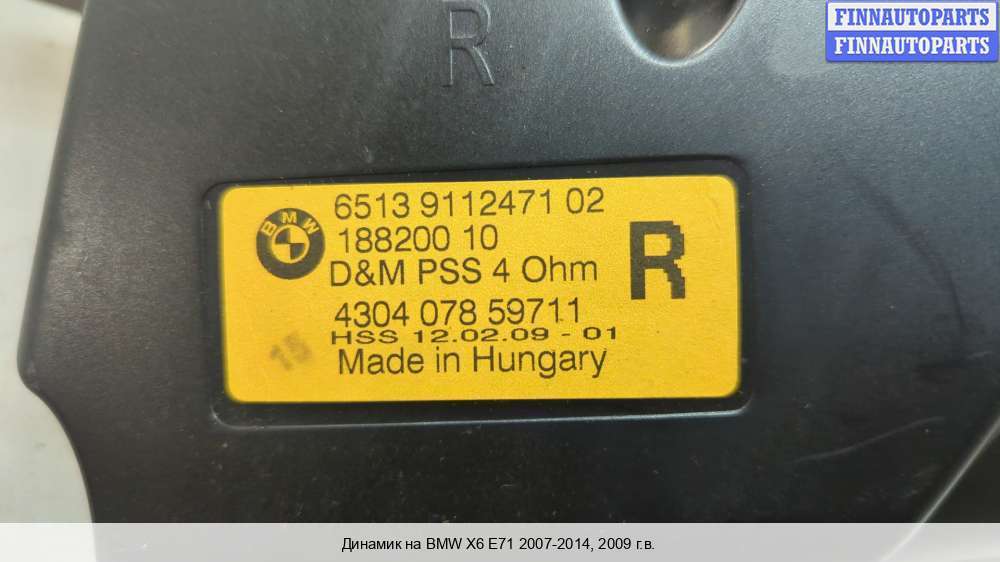 R
FINNAUTOPARTS
FINNAUTOPARTS
BMW
6513 9112471 02
188200 10
D&M PSS 4 Ohm
R
4304 078 59711
HSS 12.02.09 - 01
15
Made in Hungary
Динамик на BMW X6 E71 2007-2014, 2009 г.в.